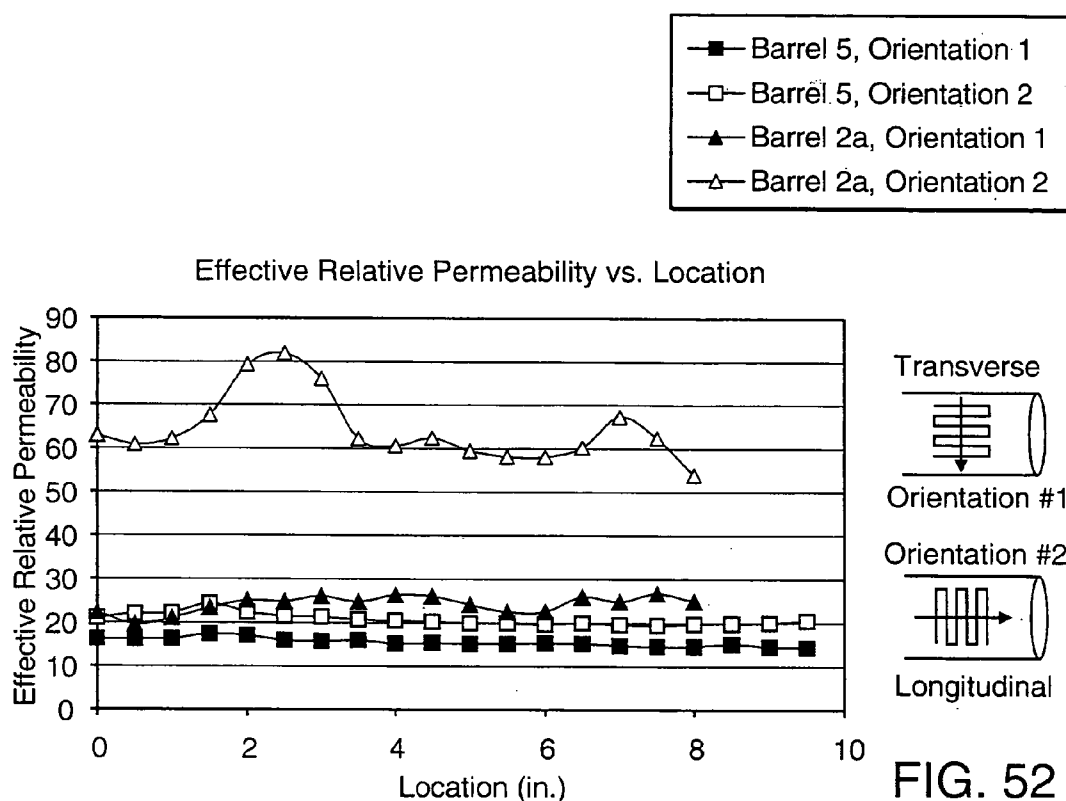 Barrel 5, Orientation 1
Barrel 5, Orientation 2
Barrel 2a, Orientation 1
Barrel 2a, Orientation 2
Effective Relative Permeability vs. Location
Effective Relative Permeability
90
80
70
60
50
40
30
20
10
0
0 2 4 6 8 10
Location (in.)
Transverse
Orientation #1
Orientation #2
Longitudinal
FIG. 52